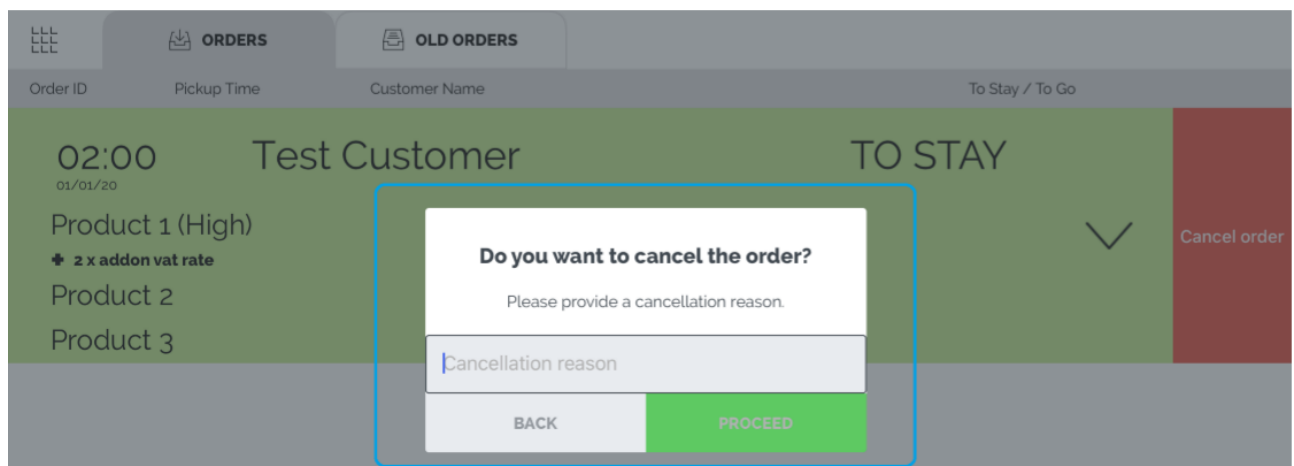 ORDERS OLD ORDERS
Order ID Pickup Time Customer Name To Stay / To Go
02:00 Test Customer TO STAY
01/01/20
Product 1 (High)
+ 2 x addon vat rate
Product 2
Product 3
Cancel order
Do you want to cancel the order?
Please provide a cancellation reason.
Cancellation reason
BACK PROCEED